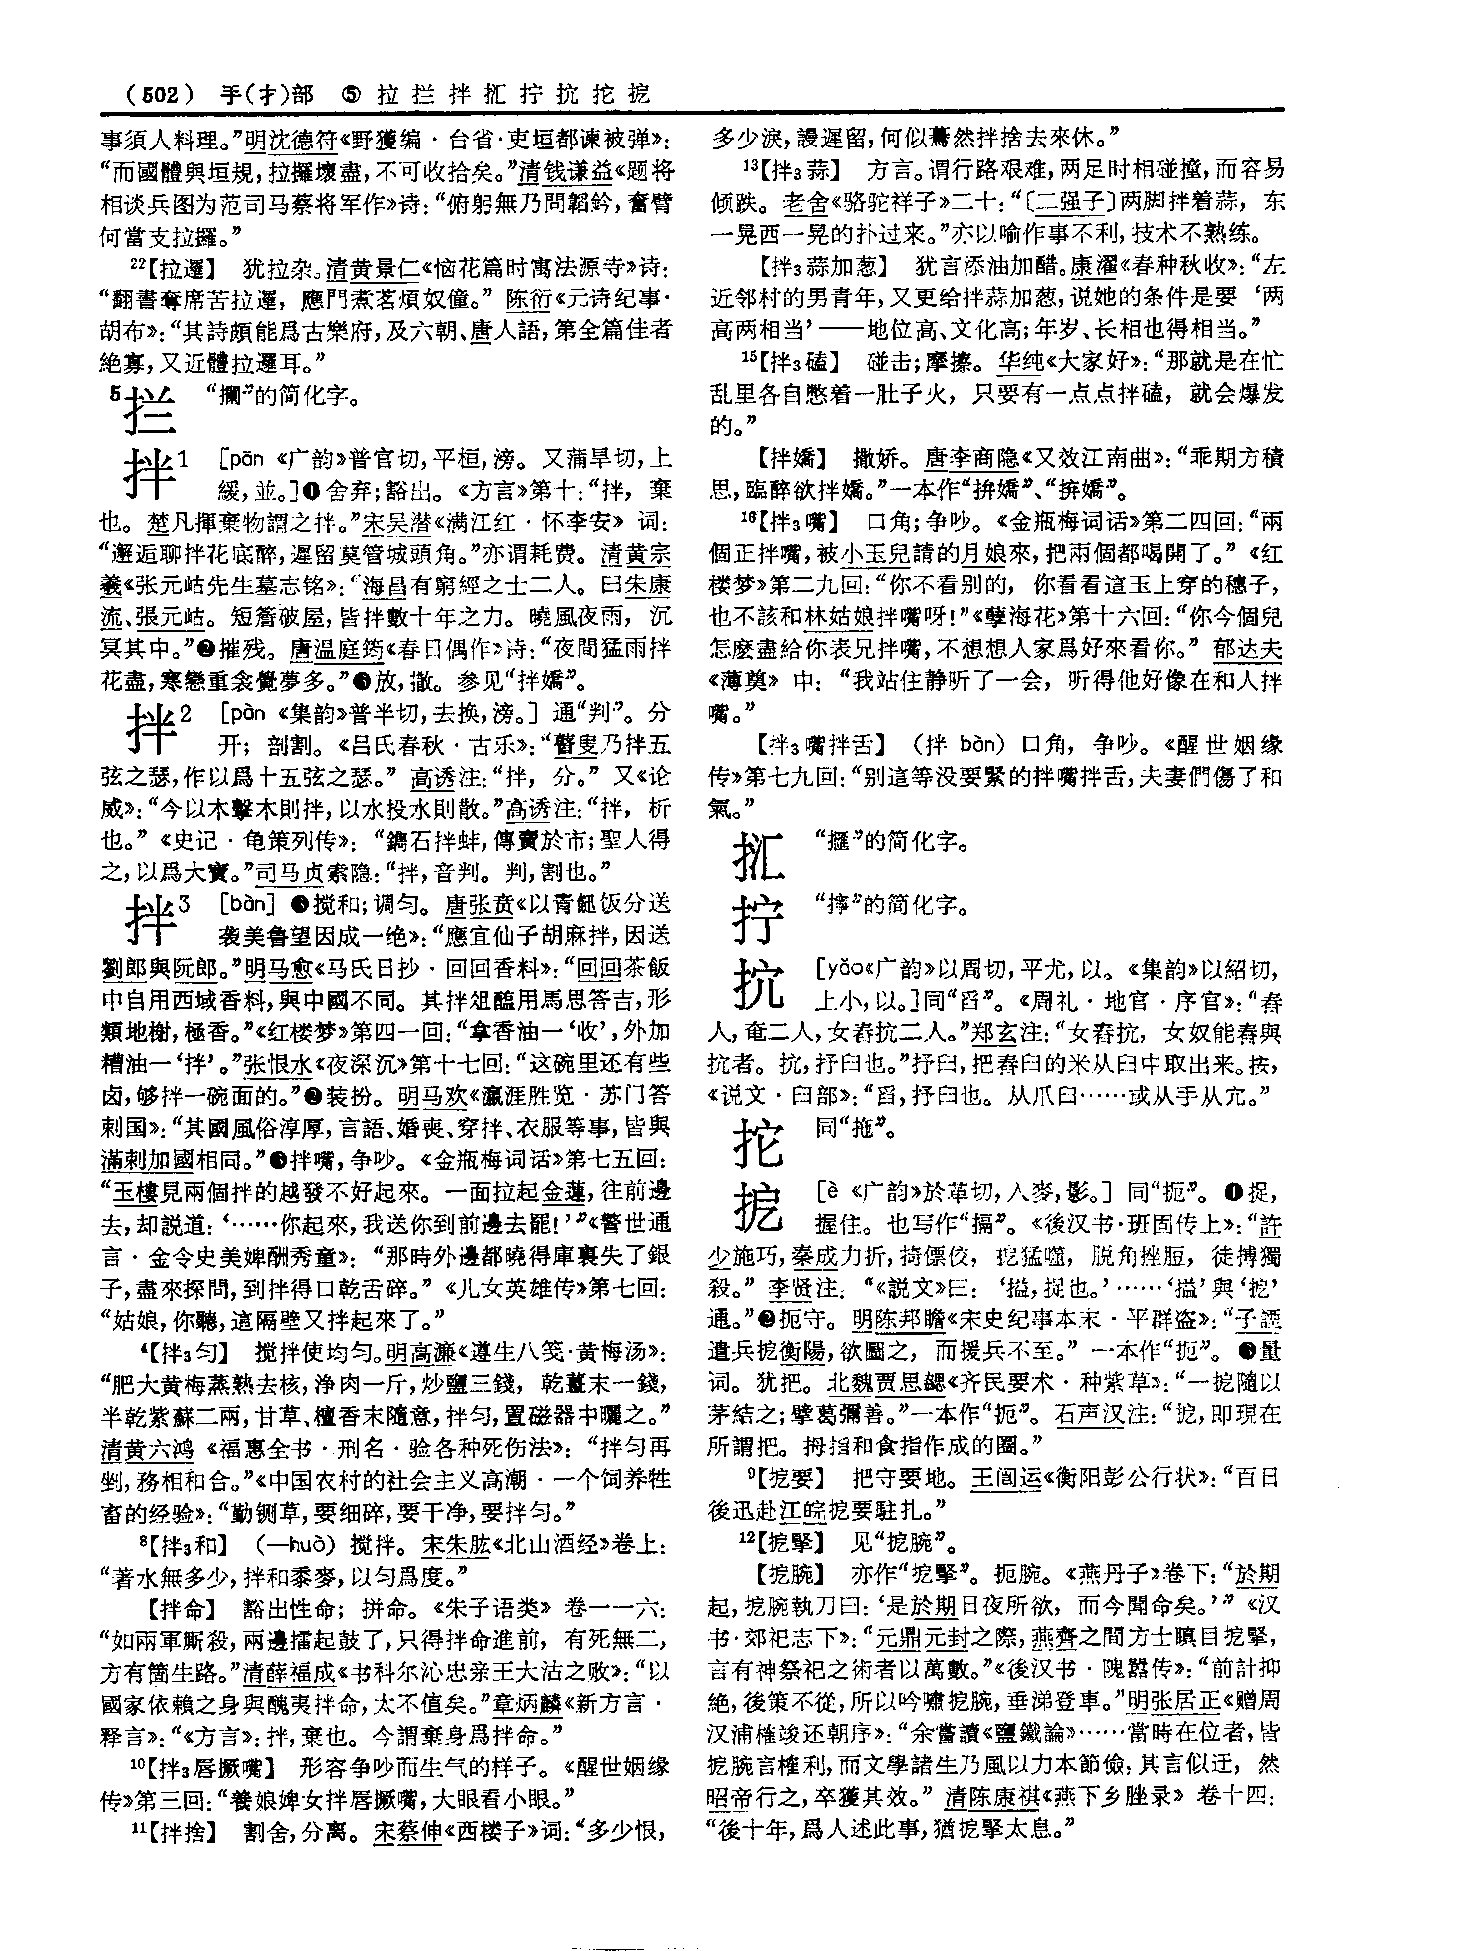 （502） 手(扌)部 ⑤ 拉 拦 拌 㧟 拧 抭 拕 挖
事須人料理。”明沈德符《野獲编·台省·吏垣都谏被弹》：
“而國體與垣規，拉攞壞盡，不可收拾矣。”清钱谦益《题将
相谈兵图为范司马蔡将军作》诗：“俯躬無乃問韜鈐，奮臂
何當支拉攞。”
22【拉遝】 犹拉杂。清黄景仁《恼花篇时寓法源寺》诗：
“翻書奪席苦拉遝，應門煮茗煩奴僮。”陈衍《元诗纪事·
胡布》：“其詩頗能爲古樂府，及六朝、唐人語，第全篇佳者
絶寡，又近體拉遝耳。”
5拦 “攔”的简化字。
拌1 [pān《广韵》普官切，平桓，滂。又蒲旱切，上
緩，並。]❶舍弃；豁出。《方言》第十：“拌，棄
也。楚凡揮棄物謂之拌。”宋吴潜《满江红·怀李安》词：
“邂逅聊拌花底醉，遲留莫管城頭角。”亦谓耗费。清黄宗
羲《张元岵先生墓志铭》：“海昌有窮經之士二人。曰朱康
流、張元岵。短簷破屋，皆拌數十年之力。曉風夜雨，沉
冥其中。”❷摧残。唐温庭筠《春日偶作》诗：“夜間猛雨拌
花盡，寒戀重衾覺夢多。”❸放，撒。参见“拌嬌”。
拌2 [pàn《集韵》普半切，去换，滂。]通“判”。分
开；剖割。《吕氏春秋·古乐》：“瞽叟乃拌五
弦之瑟，作以爲十五弦之瑟。”高诱注：“拌，分。”又《论
威》：“今以木擊木則拌，以水投水則散。”高诱注：“拌，析
也。”《史记·龟策列传》：“鐫石拌蚌，傳賣於市；聖人得
之，以爲大寳。”司马贞索隐：“拌，音判。判，割也。”
拌3 [bàn]❶搅和；调匀。唐张贲《以青䭀饭分送
袭美鲁望因成一绝》：“應宜仙子胡麻拌，因送
劉郎與阮郎。”明马愈《马氏日抄·回回香料》：“回回茶飯
中自用西域香料，與中國不同。其拌俎醢用馬思答吉，形
類地榭，極香。”《红楼梦》第四一回：“拿香油一‘收’，外加
糟油一‘拌’。”张恨水《夜深沉》第十七回：“这碗里还有些
卤，够拌一碗面的。”❷装扮。明马欢《瀛涯胜览·苏门答
剌国》：“其國風俗淳厚，言語、婚喪、穿拌、衣服等事，皆與
滿剌加國相同。”❸拌嘴，争吵。《金瓶梅词话》第七五回：
“玉樓見兩個拌的越發不好起來。一面拉起金蓮，往前邊
去，却説道：‘……你起來，我送你到前邊去罷！’”《警世通
言·金令史美婢酬秀童》：“那時外邊都曉得庫裏失了銀
子，盡來探問，到拌得口乾舌碎。”《儿女英雄传》第七回：
“姑娘，你聽，這隔壁又拌起來了。”
4【拌3匀】 搅拌使均匀。明高濂《遵生八笺·黄梅汤》：
“肥大黄梅蒸熟去核，净肉一斤，炒鹽三錢，乾薑末一錢，
半乾紫蘇二兩，甘草、檀香末隨意，拌匀，置磁器中曬之。”
清黄六鸿《福惠全书·刑名·验各种死伤法》：“拌匀再
剉，務相和合。”《中国农村的社会主义高潮·一个饲养牲
畜的经验》：“勤铡草，要细碎，要干净，要拌匀。”
8【拌3和】 （—huò）搅拌。宋朱肱《北山酒经》卷上：
“著水無多少，拌和黍麥，以匀爲度。”
【拌命】 豁出性命；拼命。《朱子语类》卷一一六：
“如兩軍厮殺，兩邊擂起鼓了，只得拌命進前，有死無二，
方有箇生路。”清薛福成《书科尔沁忠亲王大沽之败》：“以
國家依賴之身與醜夷拌命，太不值矣。”章炳麟《新方言·
释言》：“《方言》：拌，棄也。今謂棄身爲拌命。”
10【拌3唇撅嘴】 形容争吵而生气的样子。《醒世姻缘
传》第三回：“養娘婢女拌唇撅嘴，大眼看小眼。”
11【拌捨】 割舍，分离。宋蔡伸《西楼子》词：“多少恨，
多少淚，謾遲留，何似驀然拌捨去來休。”
13【拌3蒜】 方言。谓行路艰难，两足时相碰撞，而容易
倾跌。老舍《骆驼祥子》二十：“〔二强子〕两脚拌着蒜，东
一晃西一晃的扑过来。”亦以喻作事不利，技术不熟练。
【拌3蒜加葱】 犹言添油加醋。康濯《春种秋收》：“左
近邻村的男青年，又更给拌蒜加葱，说她的条件是要‘两
高两相当’——地位高、文化高；年岁、长相也得相当。”
15【拌3磕】 碰击；摩擦。华纯《大家好》：“那就是在忙
乱里各自憋着一肚子火，只要有一点点拌磕，就会爆发
的。”
【拌嬌】 撒娇。唐李商隐《又效江南曲》：“乖期方積
思，臨醉欲拌嬌。”一本作“拚嬌”、“摒嬌”。
16【拌3嘴】 口角；争吵。《金瓶梅词话》第二四回：“兩
個正拌嘴，被小玉兒請的月娘來，把兩個都喝開了。”《红
楼梦》第二九回：“你不看别的，你看看這玉上穿的穗子，
也不該和林姑娘拌嘴呀！”《孽海花》第十六回：“你今個兒
怎麽盡給你表兄拌嘴，不想想人家爲好來看你。”郁达夫
《薄奠》中：“我站住静听了一会，听得他好像在和人拌
嘴。”
【拌3嘴拌舌】 （拌 bàn）口角，争吵。《醒世姻缘
传》第七九回：“别這等没要緊的拌嘴拌舌，夫妻們傷了和
氣。”
㧟 “擓”的简化字。
拧 “擰”的简化字。
抭 [yǎo《广韵》以周切，平尤，以。《集韵》以紹切，
上小，以。]同“舀”。《周礼·地官·序官》：“舂
人，奄二人，女舂抭二人。”郑玄注：“女舂抭，女奴能舂與
抭者。抭，抒臼也。”抒臼，把舂臼的米从臼中取出来。按，
《说文·臼部》：“舀，抒臼也。从爪臼……或从手从冘。”
拕 同“拖”。
搤 [è《广韵》於革切，入麥，影。]同“扼”。❶捉，
握住。也写作“搹”。《後汉书·班固传上》：“許
少施巧，秦成力折，掎僄佼，扼猛噬，脱角挫脰，徒搏獨
殺。”李贤注：“《説文》曰：‘搤，捉也。’……‘搤’與‘扼’
通。”❷扼守。明陈邦瞻《宋史纪事本末·平群盗》：“子諲
遣兵扼衡陽，欲圖之，而援兵不至。”一本作“扼”。❸量
词。犹把。北魏贾思勰《齐民要术·种紫草》：“一扼隨以
茅結之；擘葛彌善。”一本作“扼”。石声汉注：“扼，即現在
所謂把。拇指和食指作成的圈。”
9【扼要】 把守要地。王闿运《衡阳彭公行状》：“百日
後迅赴江皖扼要駐扎。”
12【扼掔】 见“扼腕”。
【扼腕】 亦作“扼掔”。扼腕。《燕丹子》卷下：“於期
起，扼腕執刀曰：‘是於期日夜所欲，而今聞命矣。’”《汉
书·郊祀志下》：“元鼎元封之際，燕齊之間方士瞋目扼掔，
言有神祭祀之術者以萬數。”《後汉书·隗嚣传》：“前計抑
絶，後策不從，所以吟嘯扼腕，垂涕登車。”明张居正《赠周
汉浦榷竣还朝序》：“余嘗讀《鹽鐵論》……當時在位者，皆
扼腕言榷利，而文學諸生乃風以力本節儉；其言似迂，然
昭帝行之，卒獲其效。”清陈康祺《燕下乡脞录》卷十四：
“後十年，爲人述此事，猶扼掔太息。”